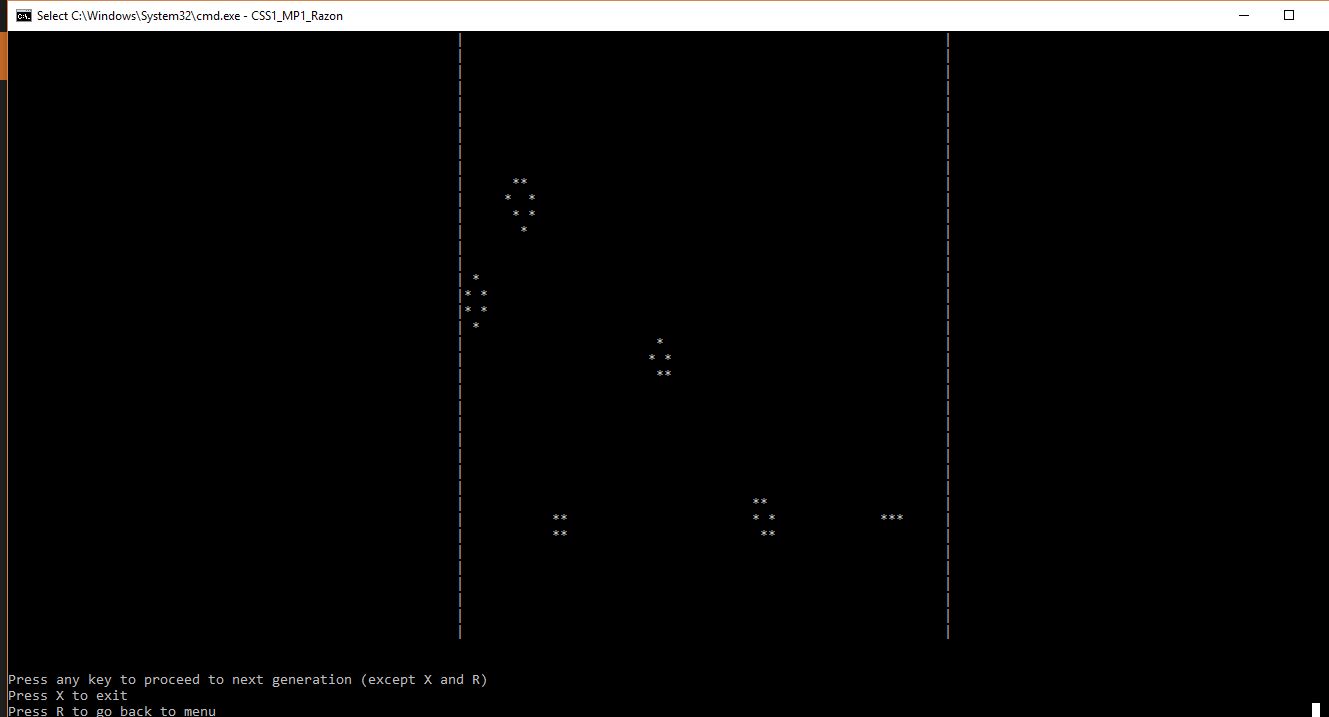 Select C:\Windows\System32\cmd.exe - CSS1_MP1_Razon
Press any key to proceed to next generation (except X and R)
Press X to exit
Press R to go back to menu